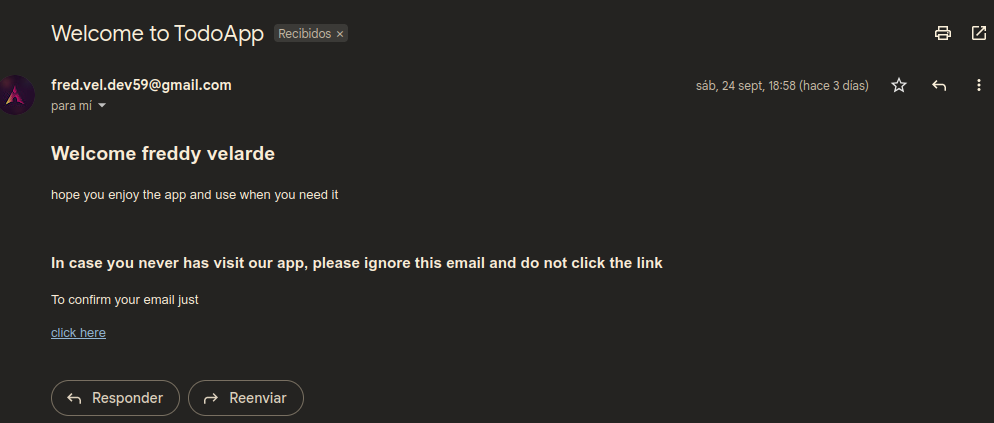 Welcome to TodoApp Recibidos ×
fred.vel.dev59@gmail.com sáb, 24 sept, 18:58 (hace 3 días)
para mí
Welcome freddy velarde
hope you enjoy the app and use when you need it
In case you never has visit our app, please ignore this email and do not click the link
To confirm your email just
click here
Responder Reenviar